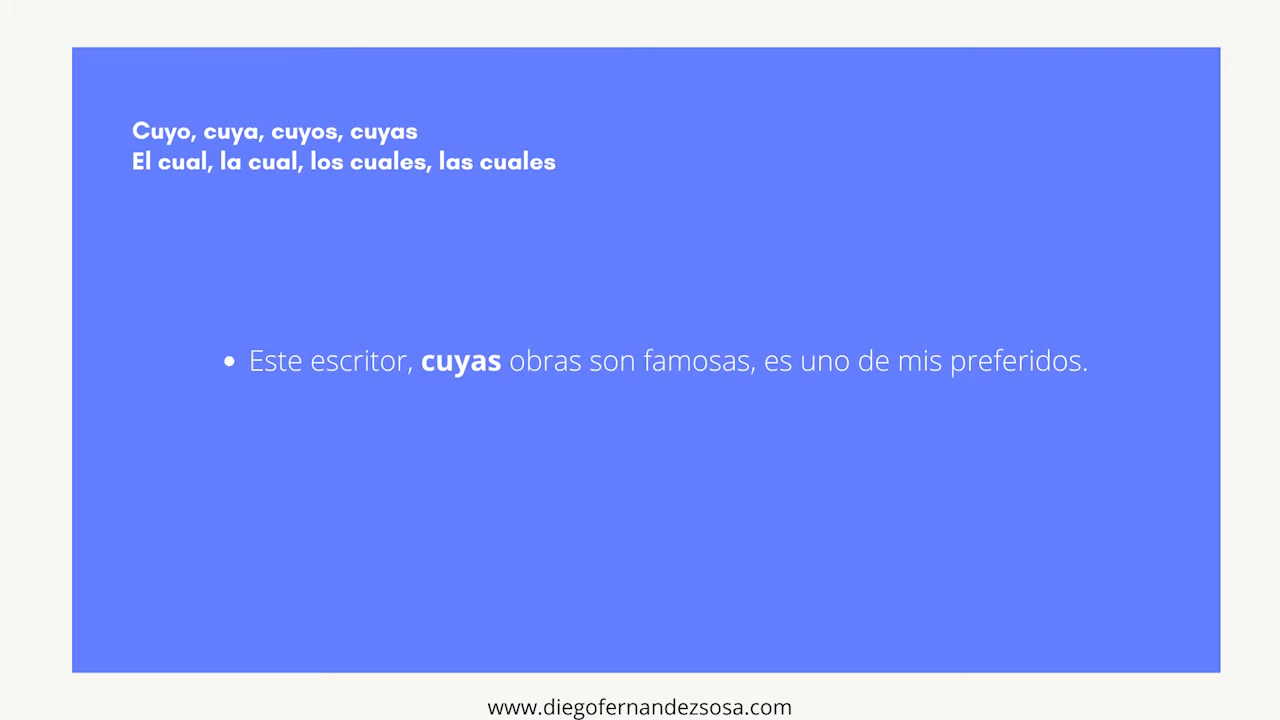 Cuyo, cuya, cuyos, cuyas
El cual, la cual, los cuales, las cuales
• Este escritor, cuyas obras son famosas, es uno de mis preferidos.
www.diegofernandezsosa.com